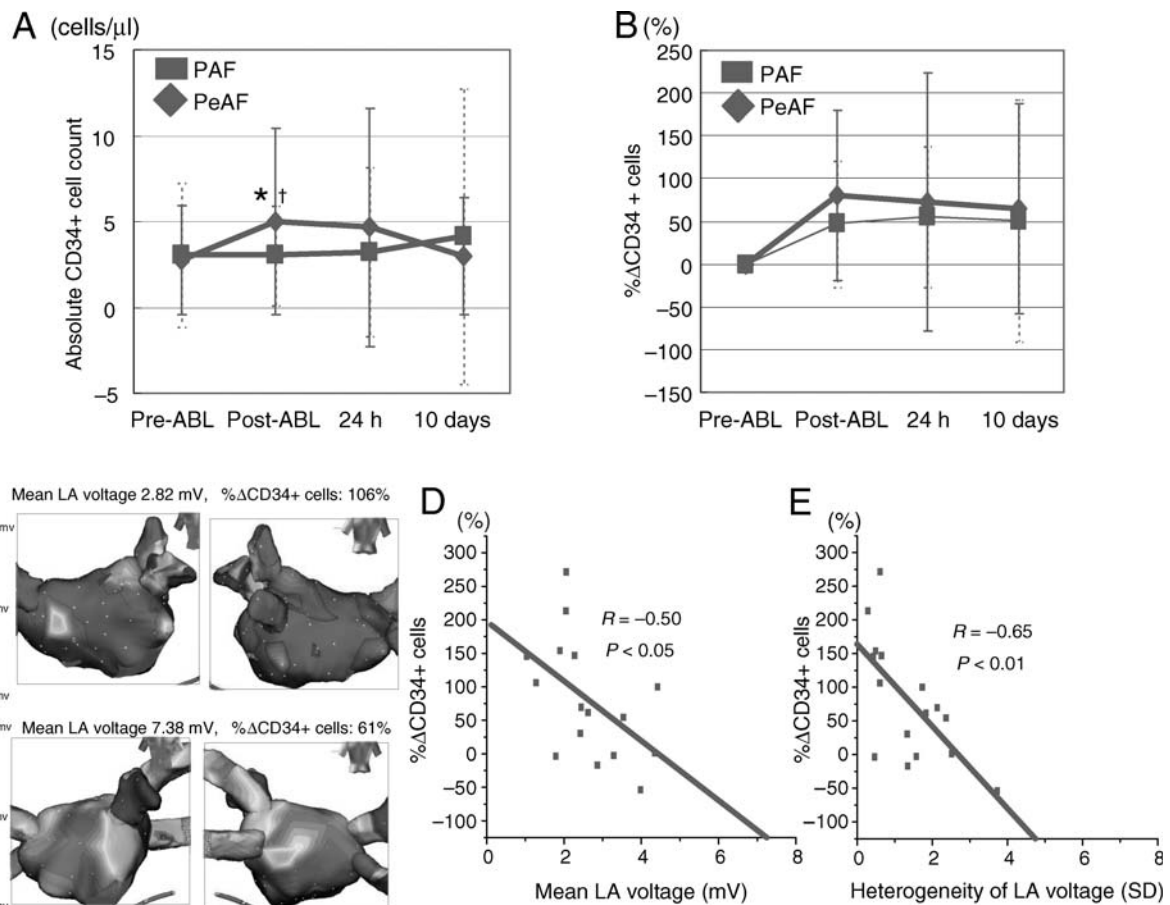 A (cells/µl)
15
10
5
0
−5
Absolute CD34+ cell count
PAF
PeAF
* †
Pre-ABL Post-ABL 24 h 10 days
B (%)
250
200
150
100
50
0
−50
−100
−150
%ΔCD34 + cells
PAF
PeAF
Pre-ABL Post-ABL 24 h 10 days
Mean LA voltage 2.82 mV, %ΔCD34+ cells: 106%
mv
mv
mv
Mean LA voltage 7.38 mV, %ΔCD34+ cells: 61%
mv
mv
D
(%)
300
250
200
150
100
50
0
−50
−100
%ΔCD34+ cells
R = −0.50
P < 0.05
0 2 4 6 8
Mean LA voltage (mV)
E
(%)
300
250
200
150
100
50
0
−50
−100
%ΔCD34+ cells
R = −0.65
P < 0.01
0 2 4 6 8
Heterogeneity of LA voltage (SD)